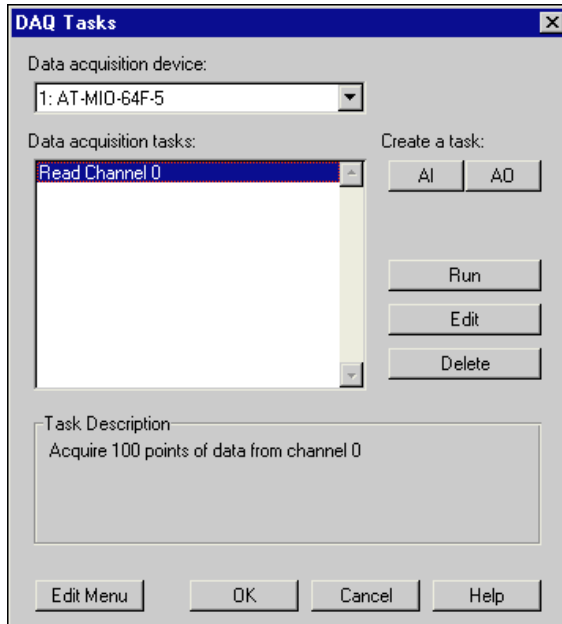 DAQ Tasks
Data acquisition device:
1: AT-MIO-64F-5
Data acquisition tasks:
Create a task:
Read Channel 0
AI
AO
Run
Edit
Delete
Task Description
Acquire 100 points of data from channel 0
Edit Menu
OK
Cancel
Help